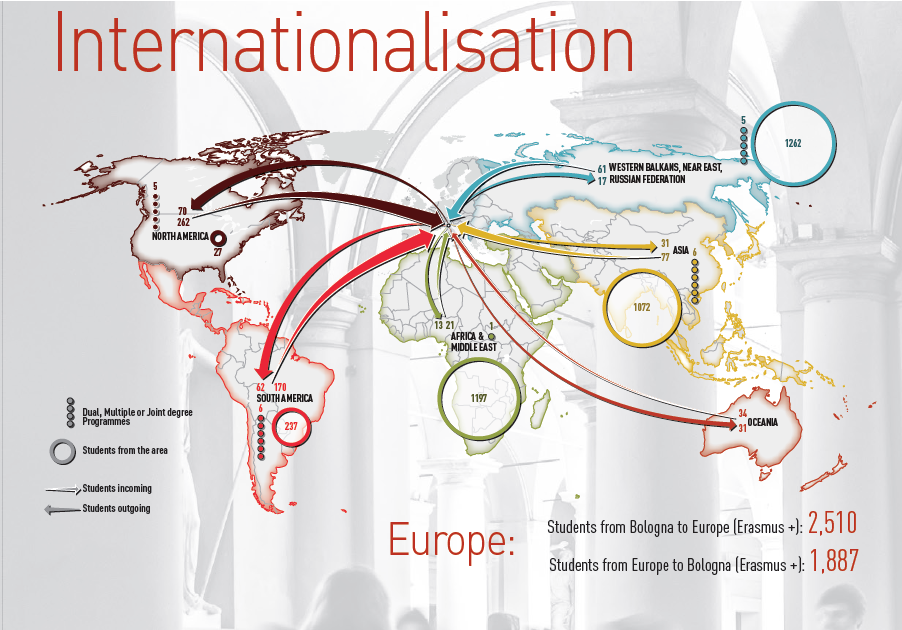 Internationalisation
5
1262
61 WESTERN BALKANS, NEAR EAST,
17 RUSSIAN FEDERATION
5
70
262
NORTH AMERICA
27
31
77
ASIA 6
1072
13 21
1
AFRICA &
MIDDLE EAST
1197
62 170
SOUTH AMERICA
6
237
34
31
OCEANIA
Dual, Multiple or Joint degree
Programmes
Students from the area
Students incoming
Students outgoing
Europe:
Students from Bologna to Europe (Erasmus +): 2,510
Students from Europe to Bologna (Erasmus +): 1,887